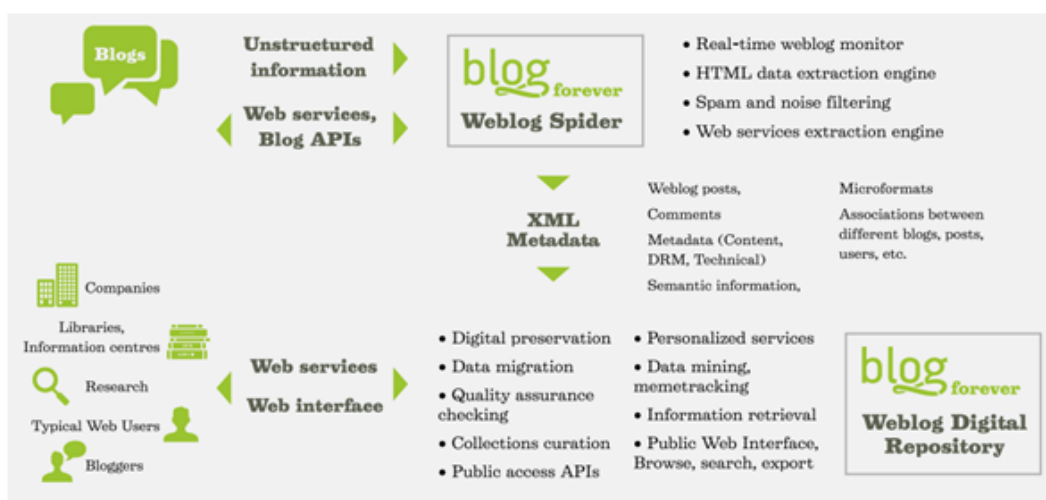 Blogs
Unstructured
information
Web services,
Blog APIs
blog
forever
Weblog Spider
• Real-time weblog monitor
• HTML data extraction engine
• Spam and noise filtering
• Web services extraction engine
XML
Metadata
Weblog posts,
Comments
Metadata (Content,
DRM, Technical)
Semantic information,
Microformats
Associations between
different blogs, posts,
users, etc.
Companies
Libraries,
Information centres
Research
Typical Web Users
Bloggers
Web services
Web interface
• Digital preservation
• Data migration
• Quality assurance
checking
• Collections curation
• Public access APIs
• Personalized services
• Data mining,
memetracking
• Information retrieval
• Public Web Interface,
Browse, search, export
blog
forever
Weblog Digital
Repository